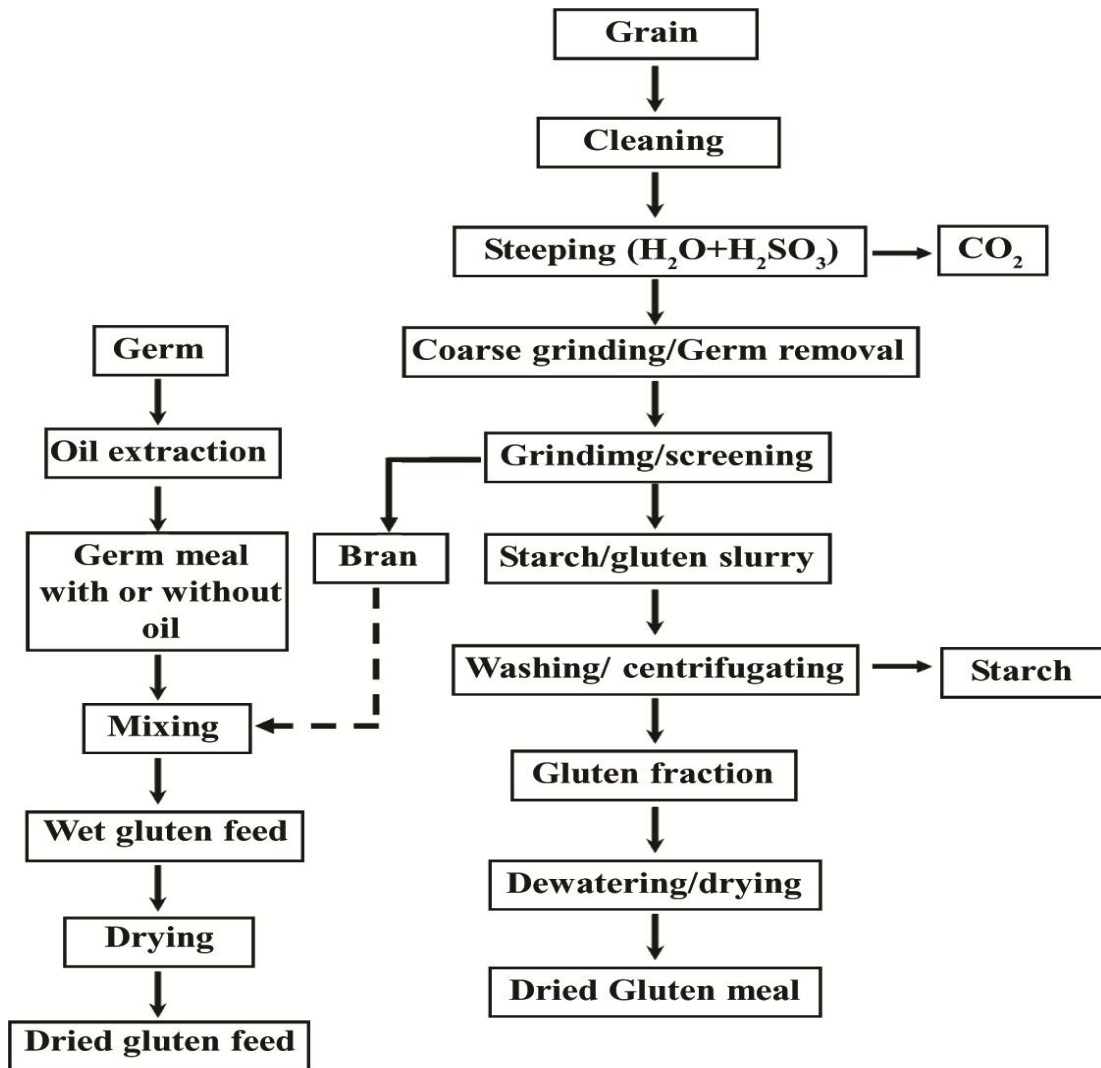 Grain
Cleaning
Steeping (H₂O+H₂SO₃)
CO₂
Coarse grinding/Germ removal
Germ
Oil extraction
Grindimg/screening
Germ meal
with or without
oil
Bran
Starch/gluten slurry
Washing/ centrifugating
Starch
Mixing
Gluten fraction
Wet gluten feed
Dewatering/drying
Drying
Dried Gluten meal
Dried gluten feed